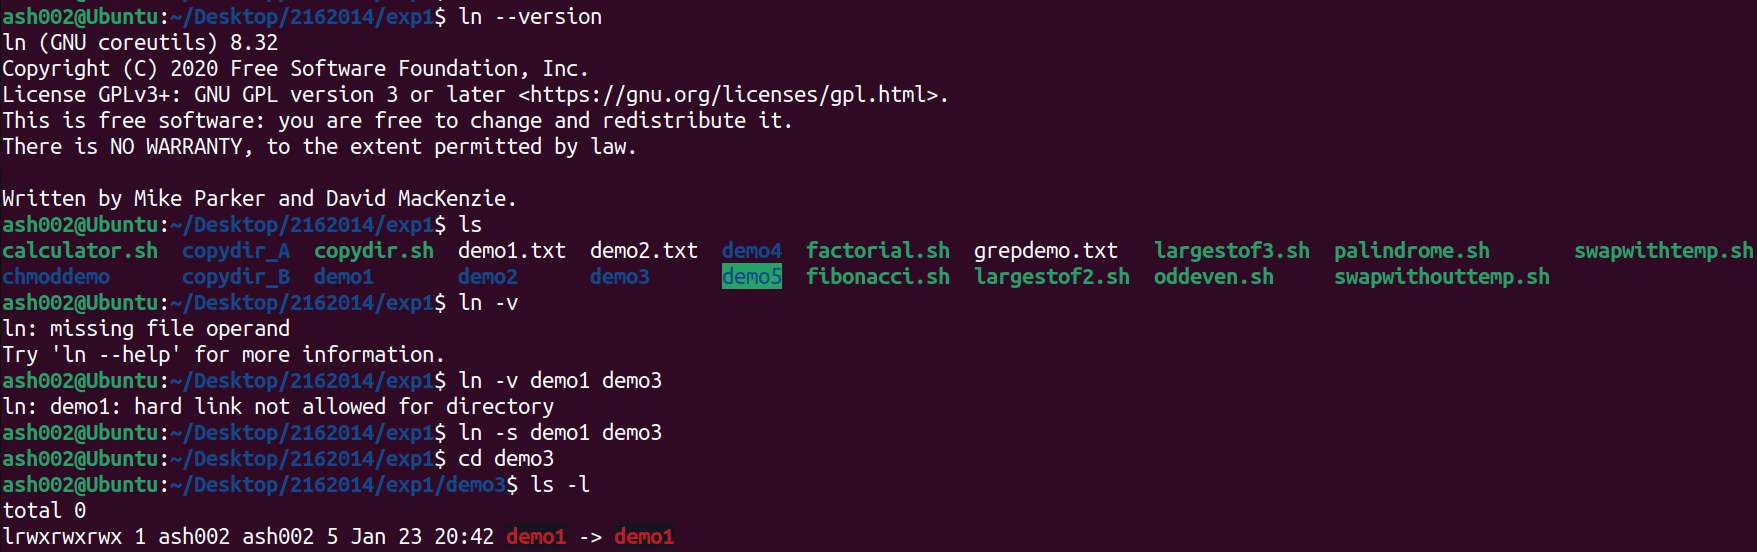 ash002@Ubuntu:~/Desktop/2162014/exp1$ ln --version
ln (GNU coreutils) 8.32
Copyright (C) 2020 Free Software Foundation, Inc.
License GPLv3+: GNU GPL version 3 or later <https://gnu.org/licenses/gpl.html>.
This is free software: you are free to change and redistribute it.
There is NO WARRANTY, to the extent permitted by law.

Written by Mike Parker and David MacKenzie.
ash002@Ubuntu:~/Desktop/2162014/exp1$ ls
calculator.sh  copydir_A  copydir.sh  demo1.txt  demo2.txt  demo4  factorial.sh  grepdemo.txt  largestof3.sh  palindrome.sh  swapwithtemp.sh
chmoddemo  copydir_B  demo1  demo2  demo3  demo5  fibonacci.sh  largestof2.sh  oddeven.sh  swapwithouttemp.sh
ash002@Ubuntu:~/Desktop/2162014/exp1$ ln -v
ln: missing file operand
Try 'ln --help' for more information.
ash002@Ubuntu:~/Desktop/2162014/exp1$ ln -v demo1 demo3
ln: demo1: hard link not allowed for directory
ash002@Ubuntu:~/Desktop/2162014/exp1$ ln -s demo1 demo3
ash002@Ubuntu:~/Desktop/2162014/exp1$ cd demo3
ash002@Ubuntu:~/Desktop/2162014/exp1/demo3$ ls -l
total 0
lrwxrwxrwx 1 ash002 ash002 5 Jan 23 20:42 demo1 -> demo1